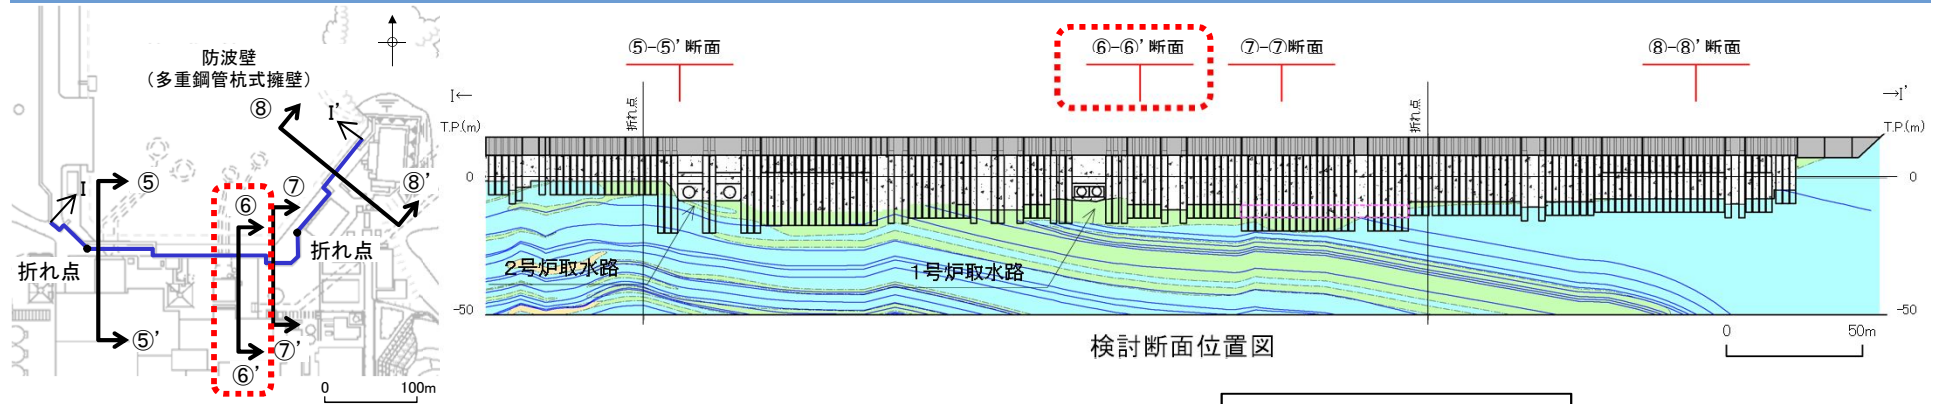 防波壁
（多重鋼管杭式擁壁）
⑧
I'
⑤
I
⑥
⑦
⑧'
折れ点
折れ点
⑤'
⑦'
⑥'
0 100m
⑤-⑤' 断面
⑥-⑥' 断面
⑦-⑦断面
⑧-⑧' 断面
I←
→I'
折れ点
折れ点
T.P.(m)
T.P.(m)
0
0
2号炉取水路
1号炉取水路
-50
-50
検討断面位置図
0 50m